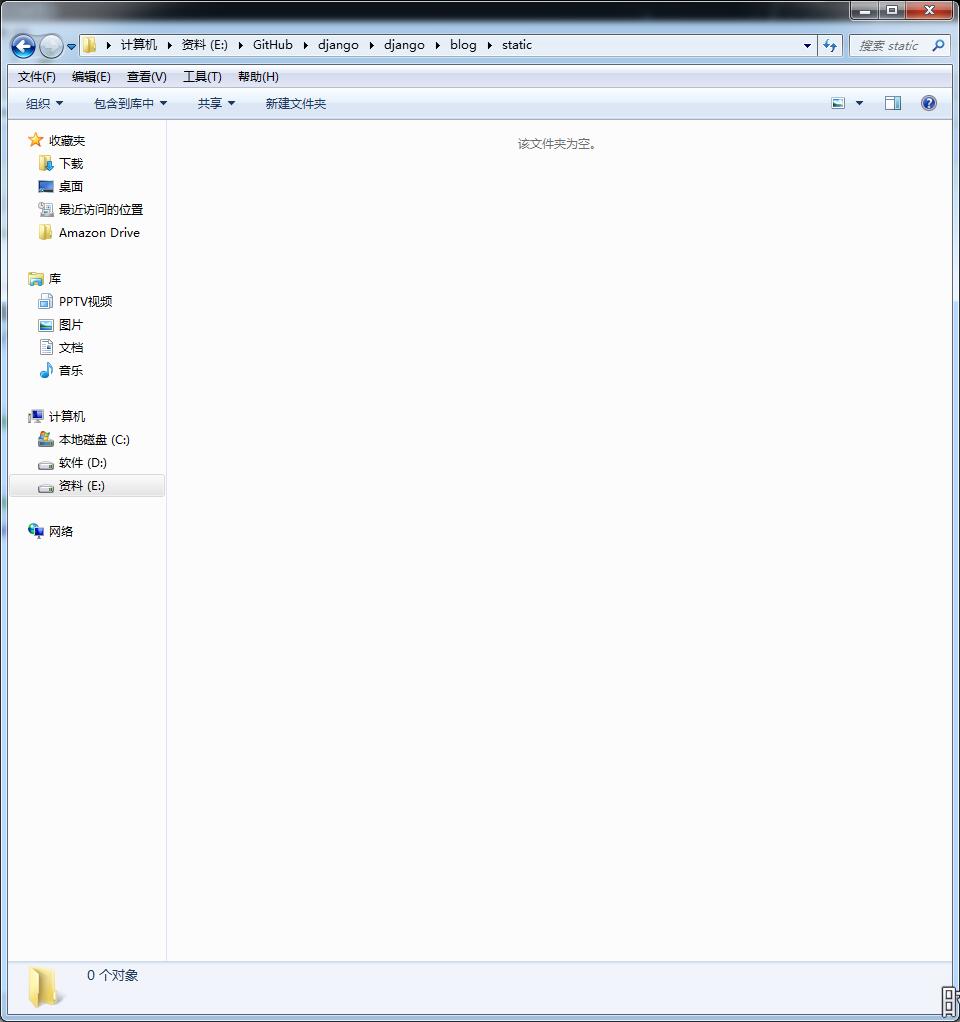 计算机 资料 (E:) GitHub django django blog static 搜索 static
文件(F) 编辑(E) 查看(V) 工具(T) 帮助(H)
组织 包含到库中 共享 新建文件夹
该文件夹为空。
收藏夹
下载
桌面
最近访问的位置
Amazon Drive
库
PPTV视频
图片
文档
音乐
计算机
本地磁盘 (C:)
软件 (D:)
资料 (E:)
网络
0 个对象